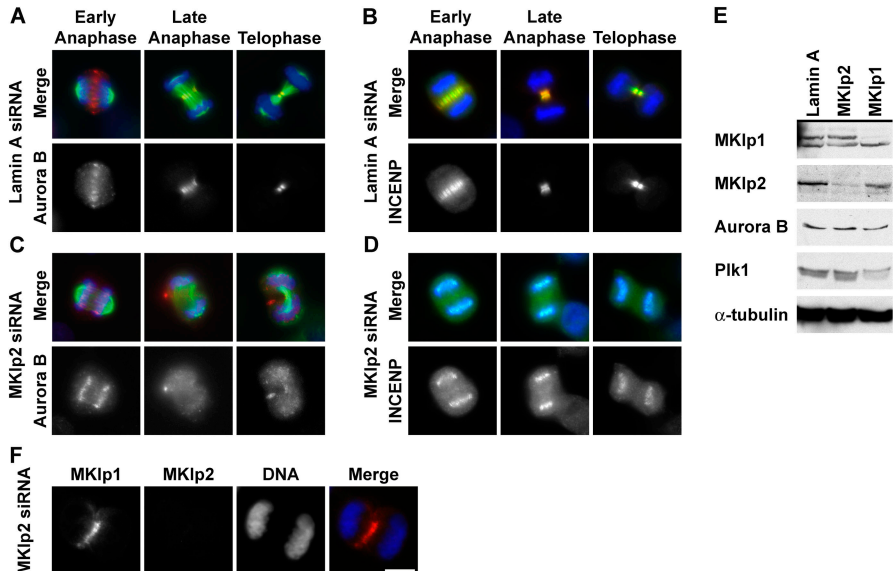 A
Early Anaphase
Late Anaphase
Telophase
Lamin A siRNA
Merge
Aurora B
B
Early Anaphase
Late Anaphase
Telophase
Lamin A siRNA
Merge
INCENP
C
MKlp2 siRNA
Merge
Aurora B
D
MKlp2 siRNA
Merge
INCENP
E
Lamin A
MKlp2
MKlp1
MKlp1
MKlp2
Aurora B
Plk1
α-tubulin
F
MKlp1
MKlp2
DNA
Merge
MKlp2 siRNA